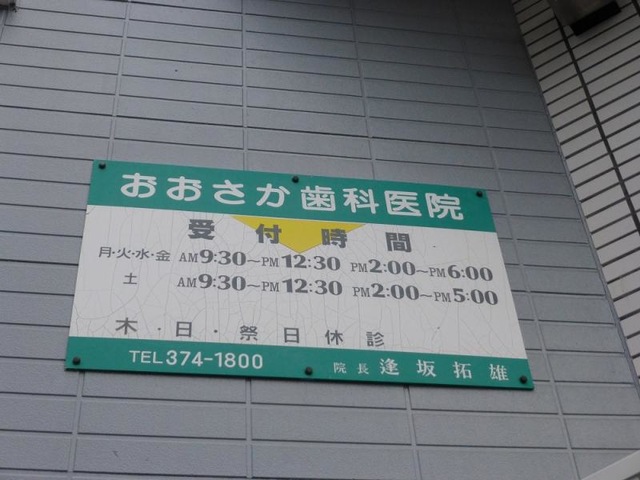 おおさか歯科医院
受付時間
月・火・水・金 AM9:30〜PM12:30 PM2:00〜PM6:00
土 AM9:30〜PM12:30 PM2:00〜PM5:00
木・日・祭日休診
TEL374-1800 院長 逢坂拓雄